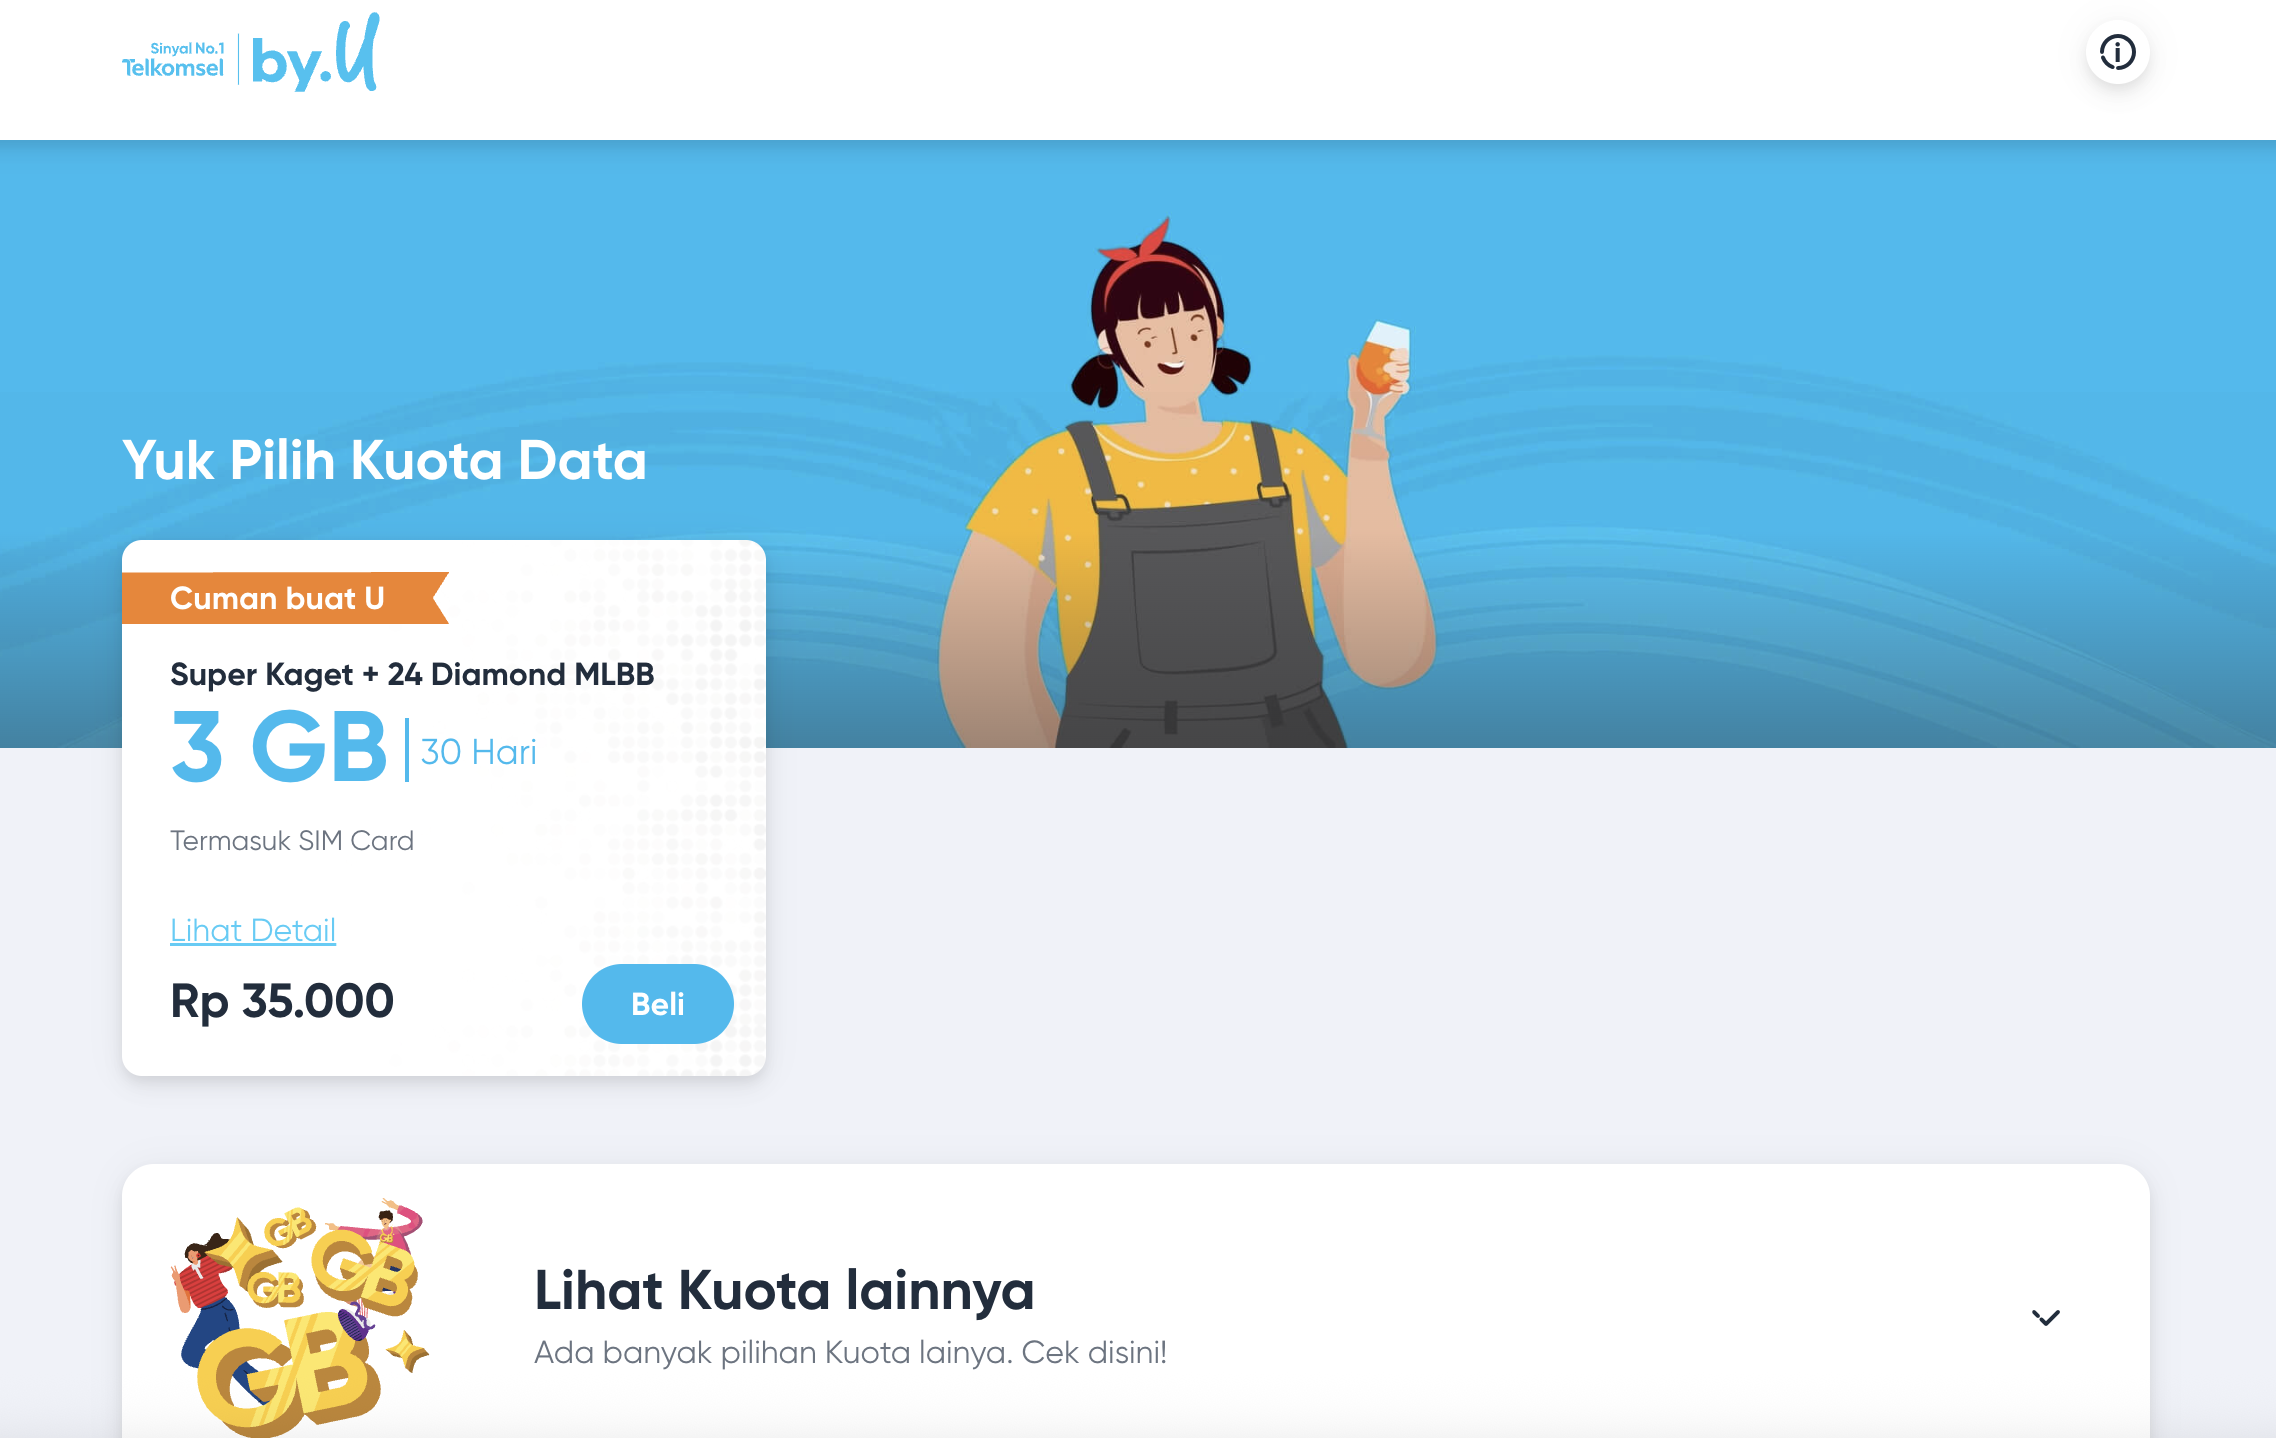 Sinyal No.1
Telkomsel
by.U
Yuk Pilih Kuota Data
Cuman buat U
Super Kaget + 24 Diamond MLBB
3 GB
30 Hari
Termasuk SIM Card
Lihat Detail
Rp 35.000
Beli
GB
GB
GB
GB
GB
Lihat Kuota lainnya
Ada banyak pilihan Kuota lainya. Cek disini!